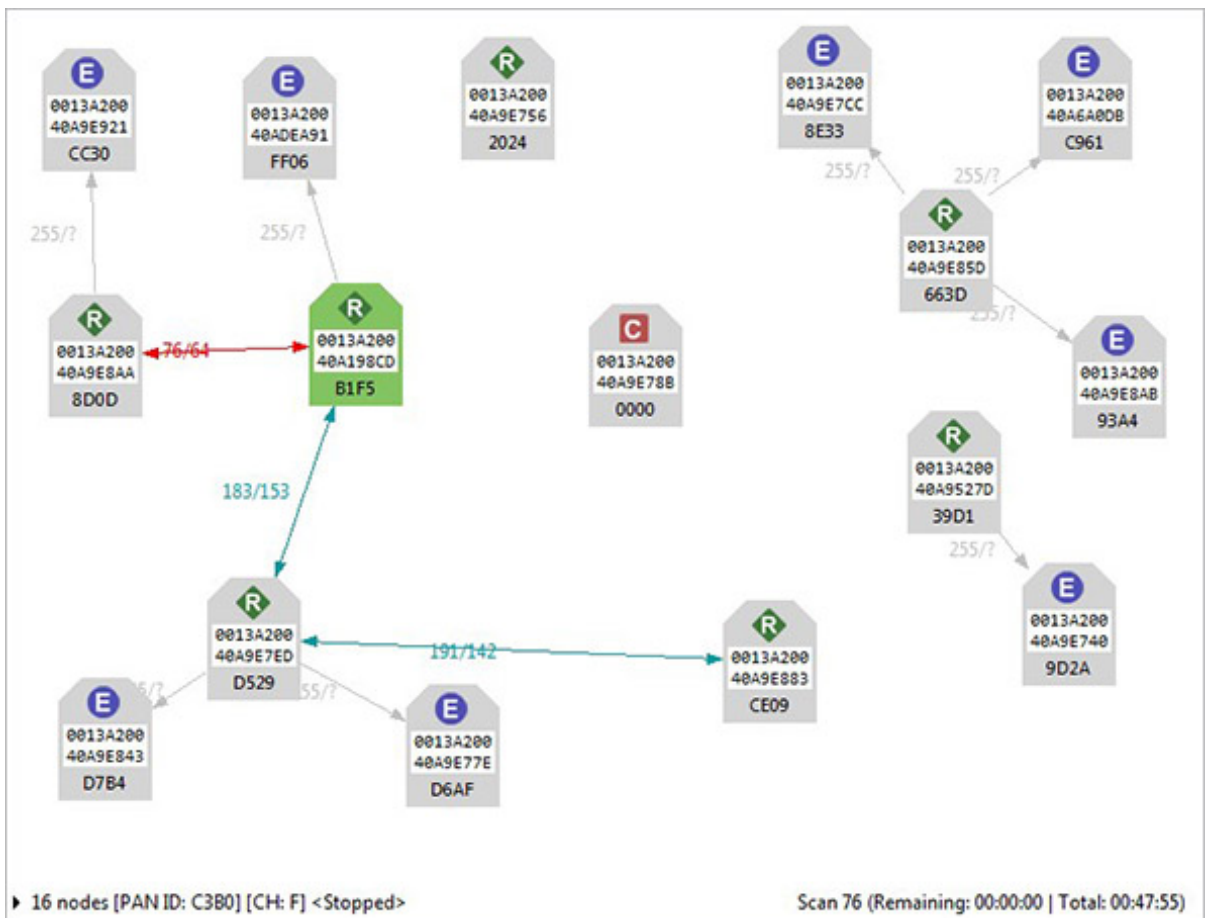 E
0013A200
40A9E921
CC30
E
0013A200
40ADEA91
FF06
R
0013A200
40A9E756
2024
E
0013A200
40A9E7CC
8E33
E
0013A200
40A6A0DB
C961
255/?
255/?
255/?
255/?
R
0013A200
40A9E85D
663D
255/?
R
0013A200
40A9E8AA
8D0D
76/64
R
0013A200
40A198CD
B1F5
C
0013A200
40A9E78B
0000
E
0013A200
40A9E8AB
93A4
R
0013A200
40A9527D
39D1
255/?
183/153
E
0013A200
40A9E740
9D2A
R
0013A200
40A9E7ED
D529
191/142
R
0013A200
40A9E883
CE09
E
0013A200
40A9E843
D7B4
E
0013A200
40A9E77E
D6AF
16 nodes [PAN ID: C3B0] [CH: F] <Stopped>
Scan 76 (Remaining: 00:00:00 | Total: 00:47:55)